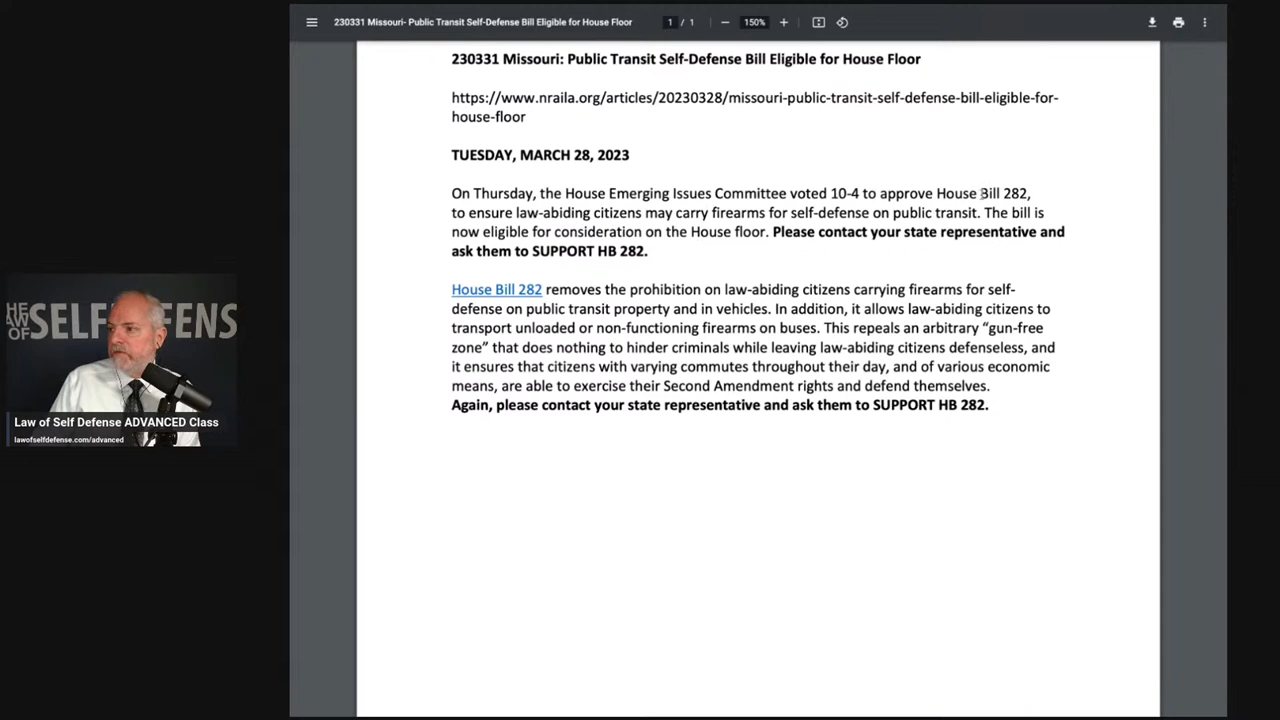 230331 Missouri- Public Transit Self-Defense Bill Eligible for House Floor
1 / 1
150%
230331 Missouri: Public Transit Self-Defense Bill Eligible for House Floor
https://www.nraila.org/articles/20230328/missouri-public-transit-self-defense-bill-eligible-for-
house-floor
TUESDAY, MARCH 28, 2023
On Thursday, the House Emerging Issues Committee voted 10-4 to approve House Bill 282,
to ensure law-abiding citizens may carry firearms for self-defense on public transit. The bill is
now eligible for consideration on the House floor. Please contact your state representative and
ask them to SUPPORT HB 282.
House Bill 282 removes the prohibition on law-abiding citizens carrying firearms for self-
defense on public transit property and in vehicles. In addition, it allows law-abiding citizens to
transport unloaded or non-functioning firearms on buses. This repeals an arbitrary “gun-free
zone” that does nothing to hinder criminals while leaving law-abiding citizens defenseless, and
it ensures that citizens with varying commutes throughout their day, and of various economic
means, are able to exercise their Second Amendment rights and defend themselves.
Again, please contact your state representative and ask them to SUPPORT HB 282.
HE
LAW
OF
SELF DEFENS
Law of Self Defense ADVANCED Class
lawofselfdefense.com/advanced